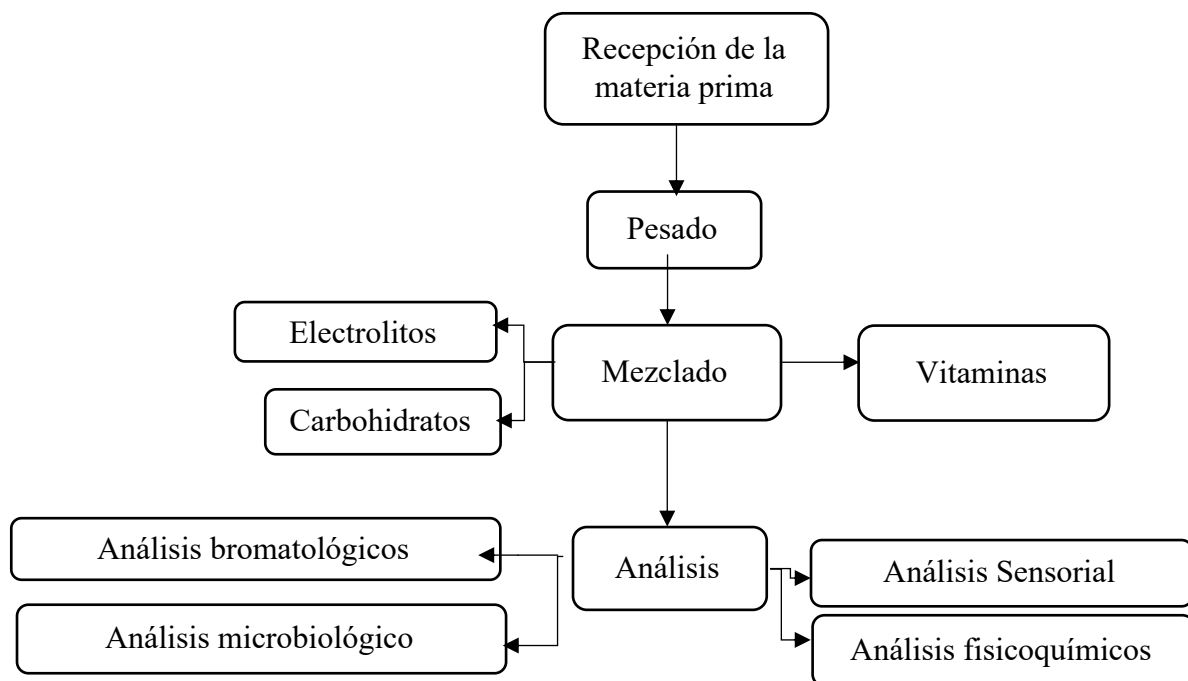 Recepción de la
materia prima
Pesado
Electrolitos
Mezclado
Vitaminas
Carbohidratos
Análisis bromatológicos
Análisis
Análisis Sensorial
Análisis microbiológico
Análisis fisicoquímicos